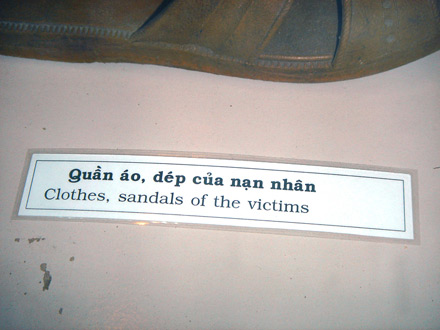 Quần áo, dép của nạn nhân
Clothes, sandals of the victims